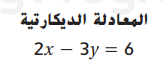 المعادلة الديكارتية
2x − 3y = 6